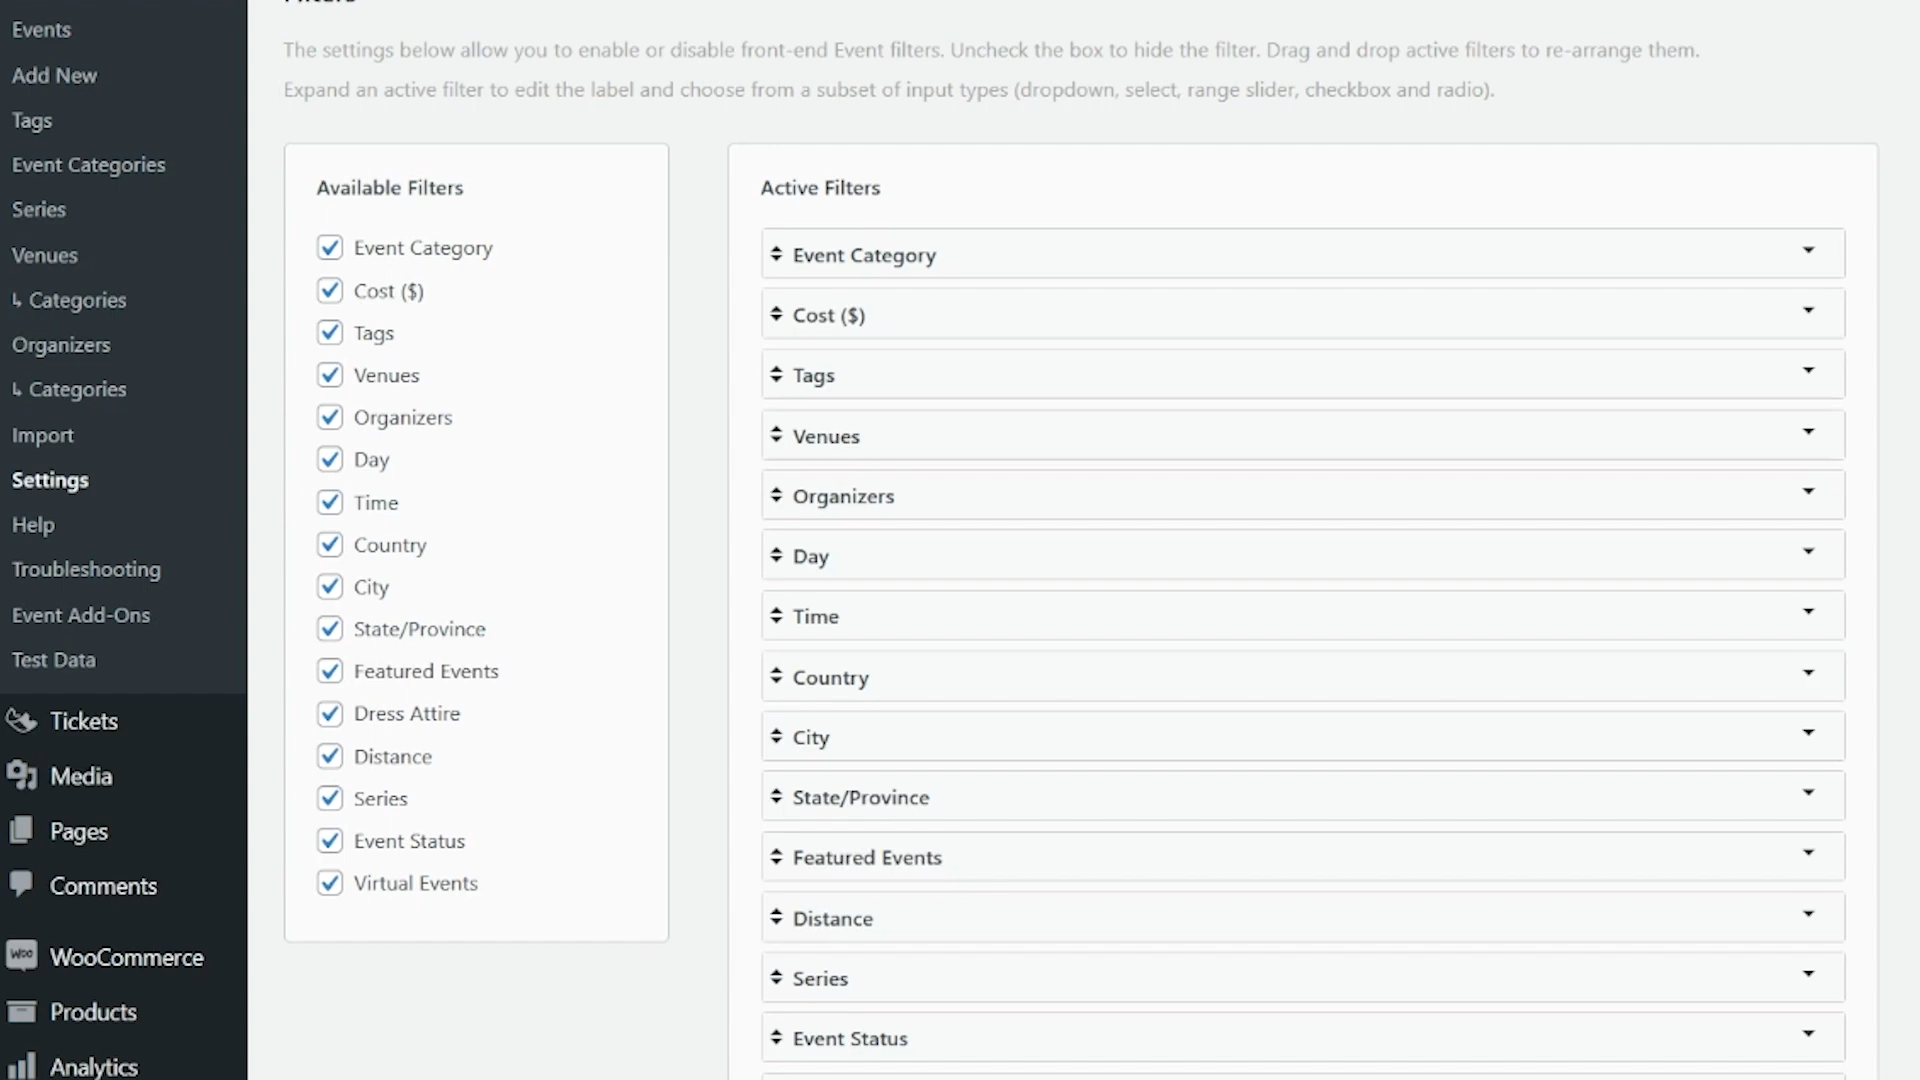 Events
Add New
Tags
Event Categories
Series
Venues
↳ Categories
Organizers
↳ Categories
Import
Settings
Help
Troubleshooting
Event Add-Ons
Test Data
Tickets
Media
Pages
Comments
WooCommerce
Products
Analytics
The settings below allow you to enable or disable front-end Event filters. Uncheck the box to hide the filter. Drag and drop active filters to re-arrange them.
Expand an active filter to edit the label and choose from a subset of input types (dropdown, select, range slider, checkbox and radio).
Available Filters
Event Category
Cost ($)
Tags
Venues
Organizers
Day
Time
Country
City
State/Province
Featured Events
Dress Attire
Distance
Series
Event Status
Virtual Events
Active Filters
Event Category
Cost ($)
Tags
Venues
Organizers
Day
Time
Country
City
State/Province
Featured Events
Distance
Series
Event Status